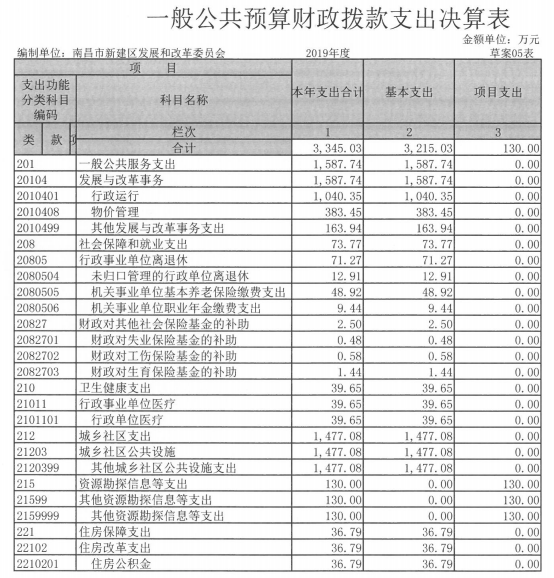 一般公共预算财政拨款支出决算表
金额单位：万元
编制单位：南昌市新建区发展和改革委员会 2019年度 草案05表
项 目 本年支出合计 基本支出 项目支出
支出功能分类科目编码 科目名称
类 款 项 栏次 1 2 3
合计 3,345.03 3,215.03 130.00
201 一般公共服务支出 1,587.74 1,587.74 0.00
20104 发展与改革事务 1,587.74 1,587.74 0.00
2010401 行政运行 1,040.35 1,040.35 0.00
2010408 物价管理 383.45 383.45 0.00
2010499 其他发展与改革事务支出 163.94 163.94 0.00
208 社会保障和就业支出 73.77 73.77 0.00
20805 行政事业单位离退休 71.27 71.27 0.00
2080504 未归口管理的行政单位离退休 12.91 12.91 0.00
2080505 机关事业单位基本养老保险缴费支出 48.92 48.92 0.00
2080506 机关事业单位职业年金缴费支出 9.44 9.44 0.00
20827 财政对其他社会保险基金的补助 2.50 2.50 0.00
2082701 财政对失业保险基金的补助 0.48 0.48 0.00
2082702 财政对工伤保险基金的补助 0.58 0.58 0.00
2082703 财政对生育保险基金的补助 1.44 1.44 0.00
210 卫生健康支出 39.65 39.65 0.00
21011 行政事业单位医疗 39.65 39.65 0.00
2101101 行政单位医疗 39.65 39.65 0.00
212 城乡社区支出 1,477.08 1,477.08 0.00
21203 城乡社区公共设施 1,477.08 1,477.08 0.00
2120399 其他城乡社区公共设施支出 1,477.08 1,477.08 0.00
215 资源勘探信息等支出 130.00 0.00 130.00
21599 其他资源勘探信息等支出 130.00 0.00 130.00
2159999 其他资源勘探信息等支出 130.00 0.00 130.00
221 住房保障支出 36.79 36.79 0.00
22102 住房改革支出 36.79 36.79 0.00
2210201 住房公积金 36.79 36.79 0.00